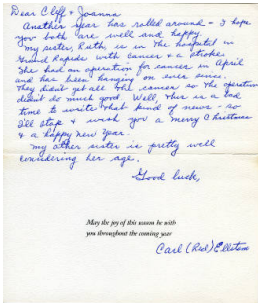 Dear Cliff & Joanna
Another year has rolled around - I hope
you both are well and happy.
My sister Ruth, is in the hospital in
Grand Rapids with cancer & a stroke.
She had an operation for cancer in April
and has been hanging on ever since.
They didn't get all the cancer so the operation
didn't do much good. Well this is a bad
time to write that kind of news - so
I'll stop & wish you a Merry Christmas
& a happy New Year.
My other sister is pretty well
considering her age.
Good luck,
May the joy of this season be with
you throughout the coming year
Carl (Red) Ellstrom